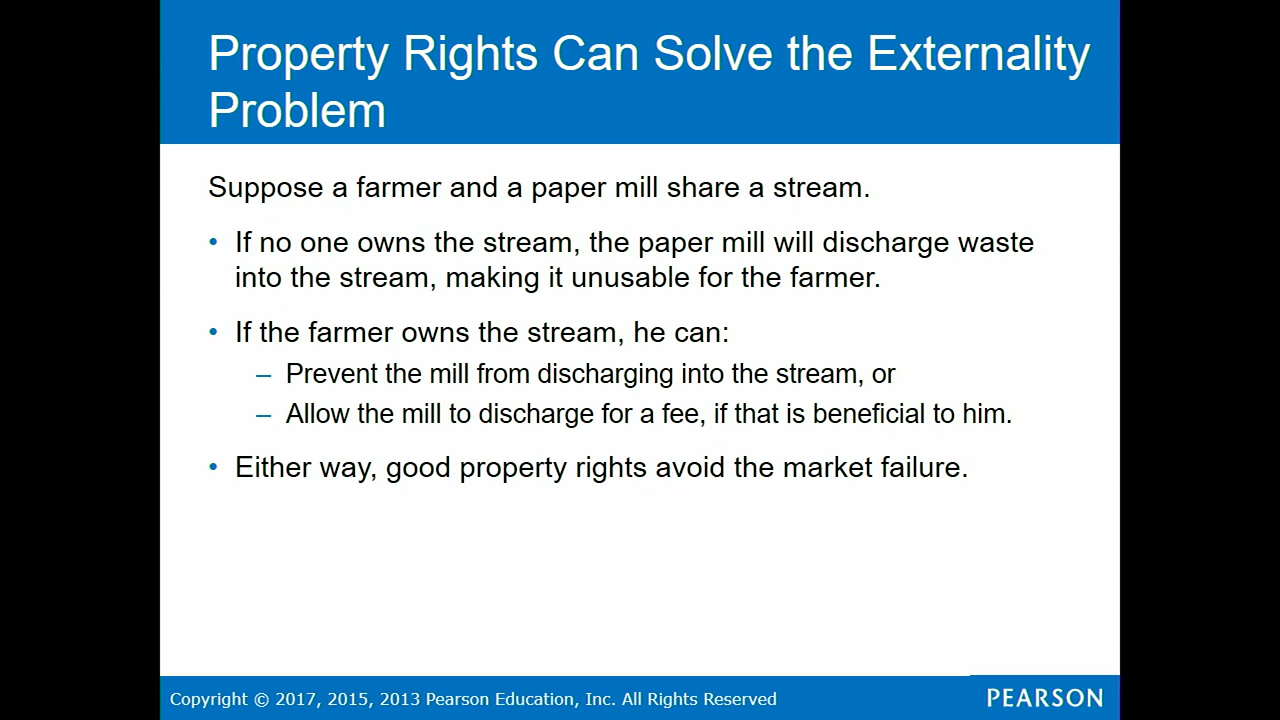 Property Rights Can Solve the Externality
Problem
Suppose a farmer and a paper mill share a stream.
• If no one owns the stream, the paper mill will discharge waste
into the stream, making it unusable for the farmer.
• If the farmer owns the stream, he can:
– Prevent the mill from discharging into the stream, or
– Allow the mill to discharge for a fee, if that is beneficial to him.
• Either way, good property rights avoid the market failure.
Copyright © 2017, 2015, 2013 Pearson Education, Inc. All Rights Reserved
PEARSON